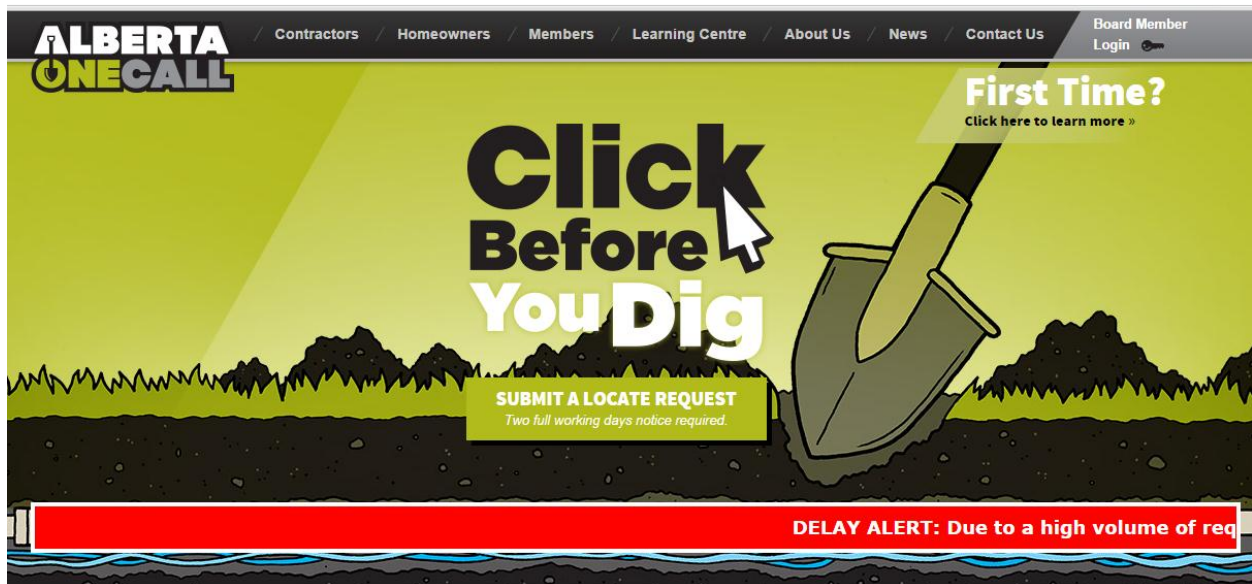 ALBERTA
ONECALL
/ Contractors / Homeowners / Members / Learning Centre / About Us / News / Contact Us
Board Member
Login
First Time?
Click here to learn more »
Click
Before
You Dig
SUBMIT A LOCATE REQUEST
Two full working days notice required.
DELAY ALERT: Due to a high volume of req